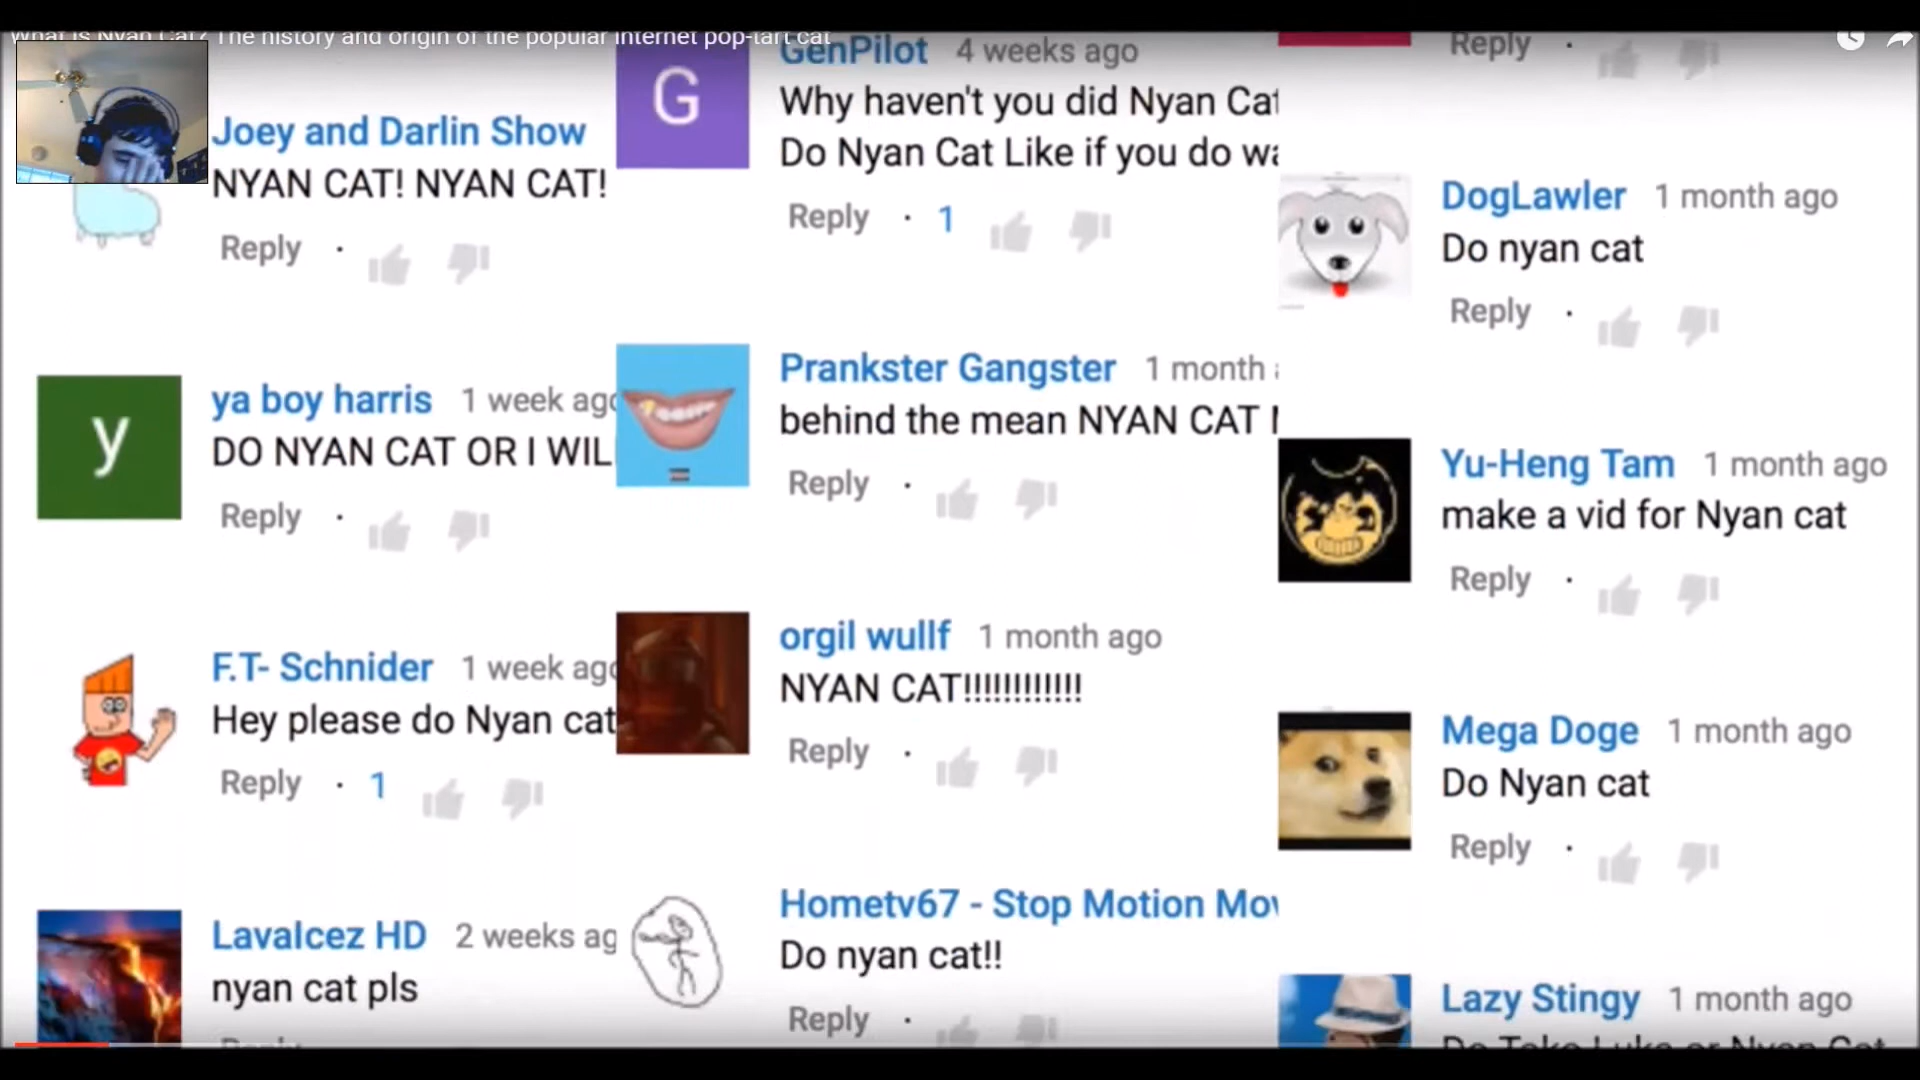 What is Nyan Cat? The history and origin of the popular internet pop-tart cat
Joey and Darlin Show
NYAN CAT! NYAN CAT!
Reply ·
y
ya boy harris 1 week ago
DO NYAN CAT OR I WIL
Reply ·
F.T- Schnider 1 week ago
Hey please do Nyan cat
Reply · 1
LavaIcez HD 2 weeks ag
nyan cat pls
Reply
G
GenPilot 4 weeks ago
Why haven't you did Nyan Cat
Do Nyan Cat Like if you do wa
Reply · 1
Prankster Gangster 1 month
behind the mean NYAN CAT
Reply ·
orgil wullf 1 month ago
NYAN CAT!!!!!!!!!!!!
Reply ·
Hometv67 - Stop Motion Mov
Do nyan cat!!
Reply ·
Reply ·
DogLawler 1 month ago
Do nyan cat
Reply ·
Yu-Heng Tam 1 month ago
make a vid for Nyan cat
Reply ·
Mega Doge 1 month ago
Do Nyan cat
Reply ·
Lazy Stingy 1 month ago
Do Toko Luka or Nyan Cat